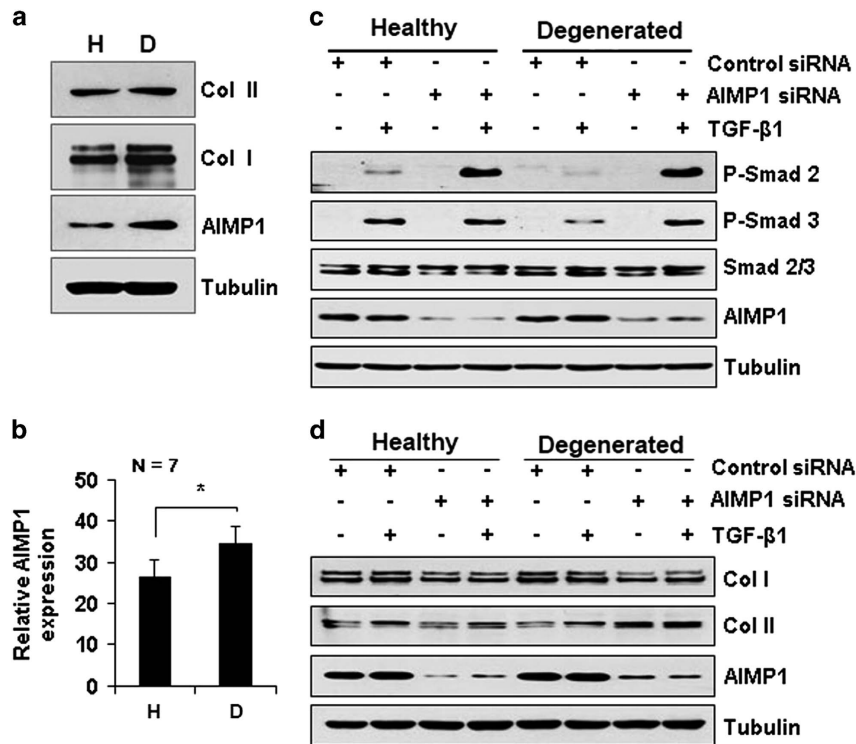 a
H D
Col II
Col I
AIMP1
Tubulin
b
N = 7
*
Relative AIMP1
expression
50
40
30
20
10
0
H D
c
Healthy Degenerated
+ + - - + + - - Control siRNA
- - + + - - + + AIMP1 siRNA
- + - + - + - + TGF-β1
P-Smad 2
P-Smad 3
Smad 2/3
AIMP1
Tubulin
d
Healthy Degenerated
+ + - - + + - - Control siRNA
- - + + - - + + AIMP1 siRNA
- + - + - + - + TGF-β1
Col I
Col II
AIMP1
Tubulin